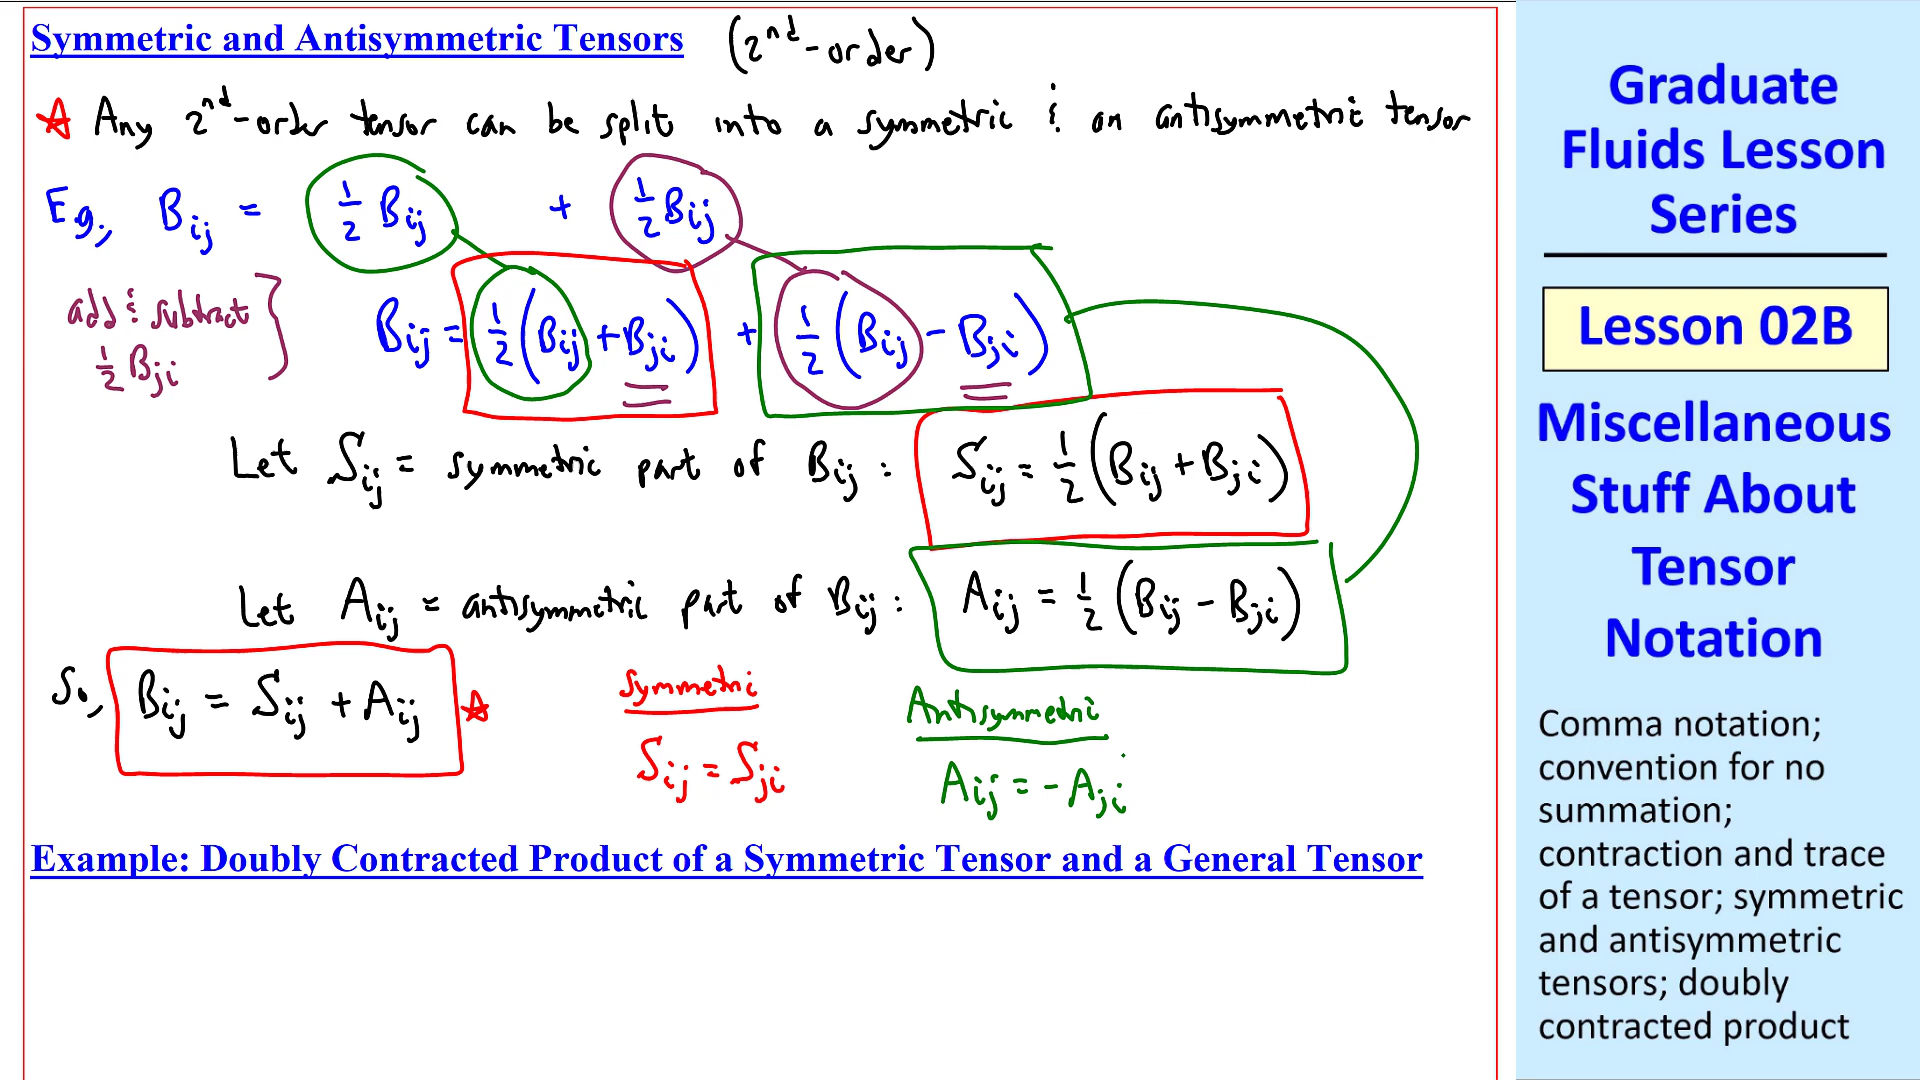 Symmetric and Antisymmetric Tensors (2nd-order)
☆ Any 2nd-order tensor can be split into a symmetric & an antisymmetric tensor
E.g., Bij = 1/2 Bij + 1/2 Bij
add & subtract 1/2 Bji }
Bij = 1/2 (Bij + Bji) + 1/2 (Bij - Bji)
Let Sij = symmetric part of Bij : Sij = 1/2 (Bij + Bji)
Let Aij = antisymmetric part of Bij : Aij = 1/2 (Bij - Bji)
So, Bij = Sij + Aij ☆
Symmetric
Sij = Sji
Antisymmetric
Aij = - Aji
Example: Doubly Contracted Product of a Symmetric Tensor and a General Tensor
Graduate
Fluids Lesson
Series
Lesson 02B
Miscellaneous
Stuff About
Tensor
Notation
Comma notation;
convention for no
summation;
contraction and trace
of a tensor; symmetric
and antisymmetric
tensors; doubly
contracted product